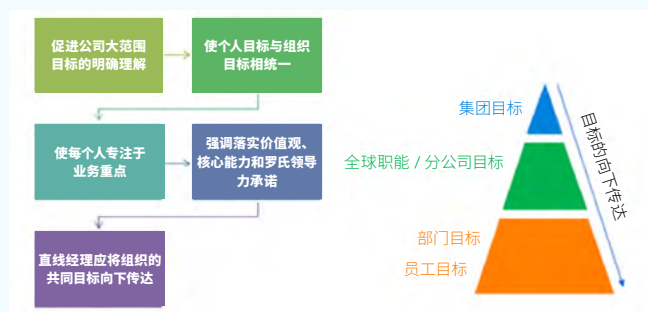 促进公司大范围
目标的明确理解
使个人目标与组织
目标相统一
使每个人专注于
业务重点
强调落实价值观、
核心能力和罗氏领导
力承诺
直线经理应将组织的
共同目标向下传达
集团目标
全球职能 / 分公司目标
部门目标
员工目标
目标的向下传达